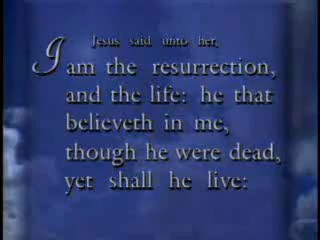 Jesus said unto her,
I am the resurrection,
and the life: he that
believeth in me,
though he were dead,
yet shall he live: